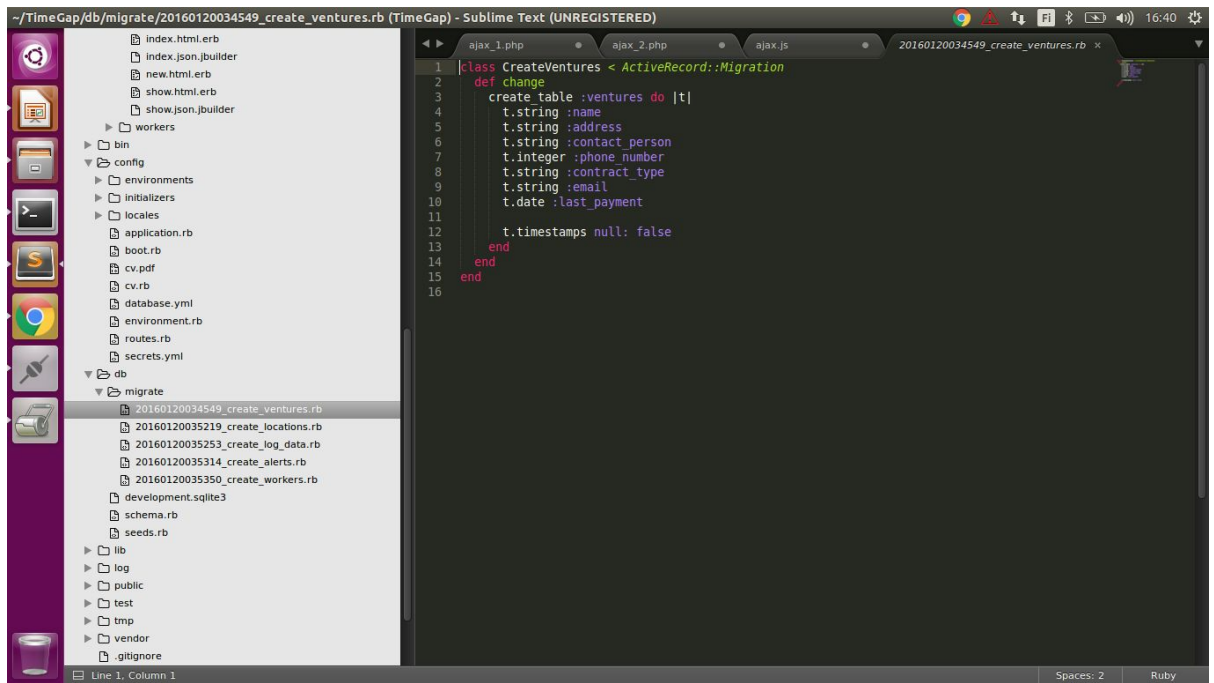 ~/TimeGap/db/migrate/20160120034549_create_ventures.rb (TimeGap) - Sublime Text (UNREGISTERED)
Fi
16:40
index.html.erb
index.json.jbuilder
new.html.erb
show.html.erb
show.json.jbuilder
workers
bin
config
environments
initializers
locales
application.rb
boot.rb
cv.pdf
cv.rb
database.yml
environment.rb
routes.rb
secrets.yml
db
migrate
20160120034549_create_ventures.rb
20160120035219_create_locations.rb
20160120035253_create_log_data.rb
20160120035314_create_alerts.rb
20160120035350_create_workers.rb
development.sqlite3
schema.rb
seeds.rb
lib
log
public
test
tmp
vendor
.gitignore
ajax_1.php
ajax_2.php
ajax.js
20160120034549_create_ventures.rb ×
1 class CreateVentures < ActiveRecord::Migration
2 def change
3 create_table :ventures do |t|
4 t.string :name
5 t.string :address
6 t.string :contact_person
7 t.integer :phone_number
8 t.string :contract_type
9 t.string :email
10 t.date :last_payment
11
12 t.timestamps null: false
13 end
14 end
15 end
16
Line 1, Column 1
Spaces: 2
Ruby